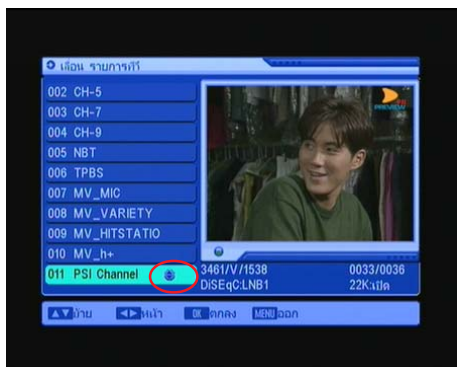 เลื่อน รายการทีวี
002 CH-5
003 CH-7
004 CH-9
005 NBT
006 TPBS
007 MV_MIC
008 MV_VARIETY
009 MV_HITSTATIO
010 MV_h+
011 PSI Channel
PREVIEW
3461/V/1538 0033/0036
DiSEqC:LNB1 22K:เปิด
ย้าย หน้า OK ตกลง MENU ออก